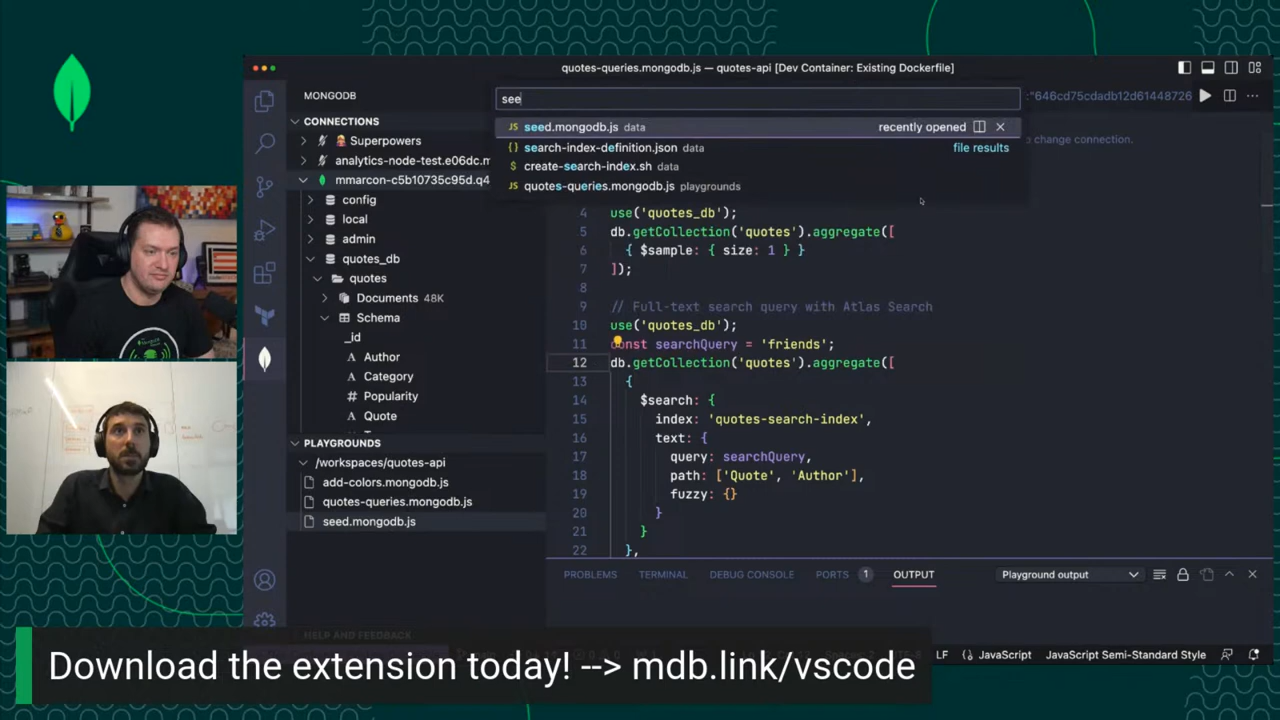 quotes-queries.mongodb.js — quotes-api [Dev Container: Existing Dockerfile]
MONGODB
see
:"646cd75cdadb12d61448726
CONNECTIONS
seed.mongodb.js data
recently opened
to change connection.
Superpowers
search-index-definition.json data
file results
analytics-node-test.e06dc.m
create-search-index.sh data
mmarcon-c5b10735c95d.q4
quotes-queries.mongodb.js playgrounds
config
local
admin
quotes_db
quotes
Documents 48K
Schema
_id
Author
Category
Popularity
Quote
4 use('quotes_db');
5 db.getCollection('quotes').aggregate([
6 { $sample: { size: 1 } }
7 ]);
8
9 // Full-text search query with Atlas Search
10 use('quotes_db');
11 const searchQuery = 'friends';
12 db.getCollection('quotes').aggregate([
13 {
14 $search: {
15 index: 'quotes-search-index',
16 text: {
17 query: searchQuery,
18 path: ['Quote', 'Author'],
19 fuzzy: {}
20 }
21 }
22 },
PLAYGROUNDS
/workspaces/quotes-api
add-colors.mongodb.js
quotes-queries.mongodb.js
seed.mongodb.js
PROBLEMS TERMINAL DEBUG CONSOLE PORTS 1 OUTPUT
Playground output
HELP AND FEEDBACK
LF {} JavaScript JavaScript Semi-Standard Style
Download the extension today! --> mdb.link/vscode